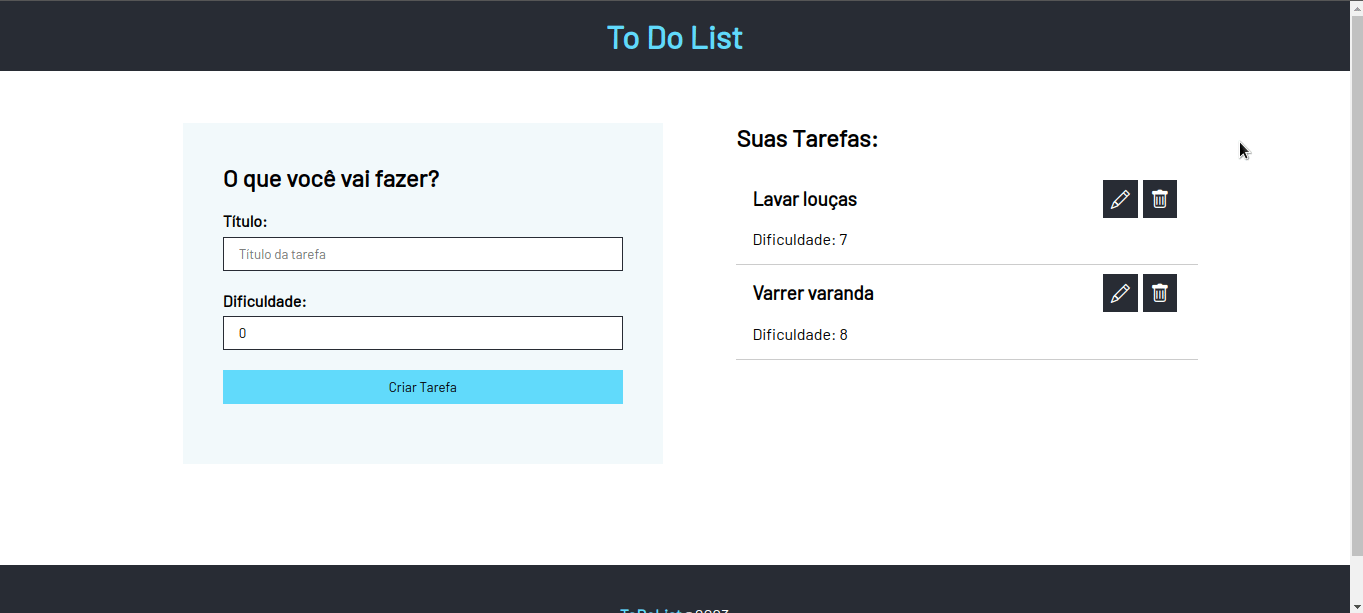 To Do List
O que você vai fazer?
Título:
Título da tarefa
Dificuldade:
0
Criar Tarefa
Suas Tarefas:
Lavar louças
Dificuldade: 7
Varrer varanda
Dificuldade: 8